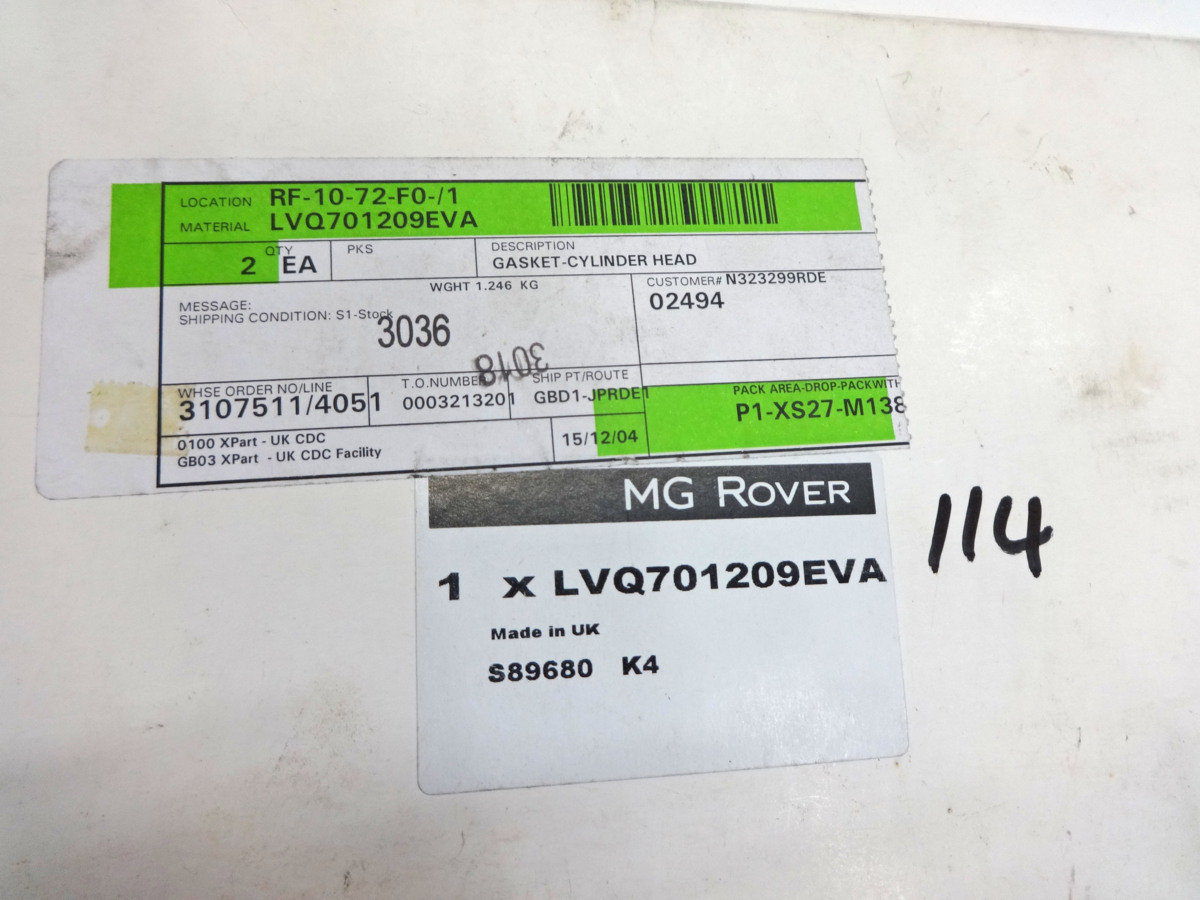 LOCATION RF-10-72-F0-/1
MATERIAL LVQ701209EVA
QTY 2 EA PKS DESCRIPTION
GASKET-CYLINDER HEAD
WGHT 1.246 KG
CUSTOMER# N323299RDE
02494
MESSAGE:
SHIPPING CONDITION: S1-Stock
3036
3018
WHSE ORDER NO/LINE
3107511/4051
T.O.NUMBER
0003213201
SHIP PT/ROUTE
GBD1-JPRDE1
PACK AREA-DROP-PACKWITH
P1-XS27-M138
0100 XPart - UK CDC
GB03 XPart - UK CDC Facility
15/12/04
MG ROVER
1 x LVQ701209EVA
Made in UK
S89680 K4
114